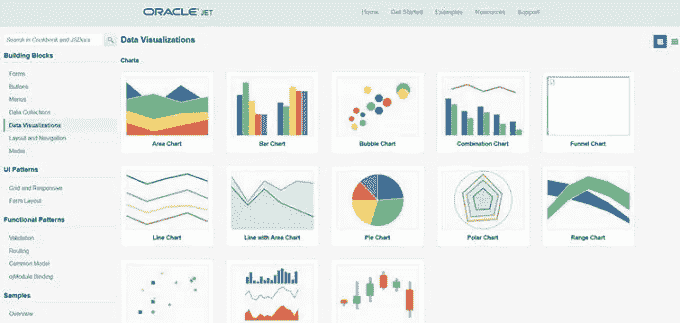 ORACLE JET
Home Get Started Examples Resources Support
Search in Cookbook and JSDocs
Data Visualizations
Building Blocks
Charts
Forms
Buttons
Menus
Data Collections
Data Visualizations
Layout and Navigation
Media
Area Chart Bar Chart Bubble Chart Combination Chart Funnel Chart
UI Patterns
Grid and Responsive
Form Layout
Functional Patterns
Validation
Routing
Common Model
ojModule Binding
Line Chart Line with Area Chart Pie Chart Polar Chart Range Chart
Samples
Overview